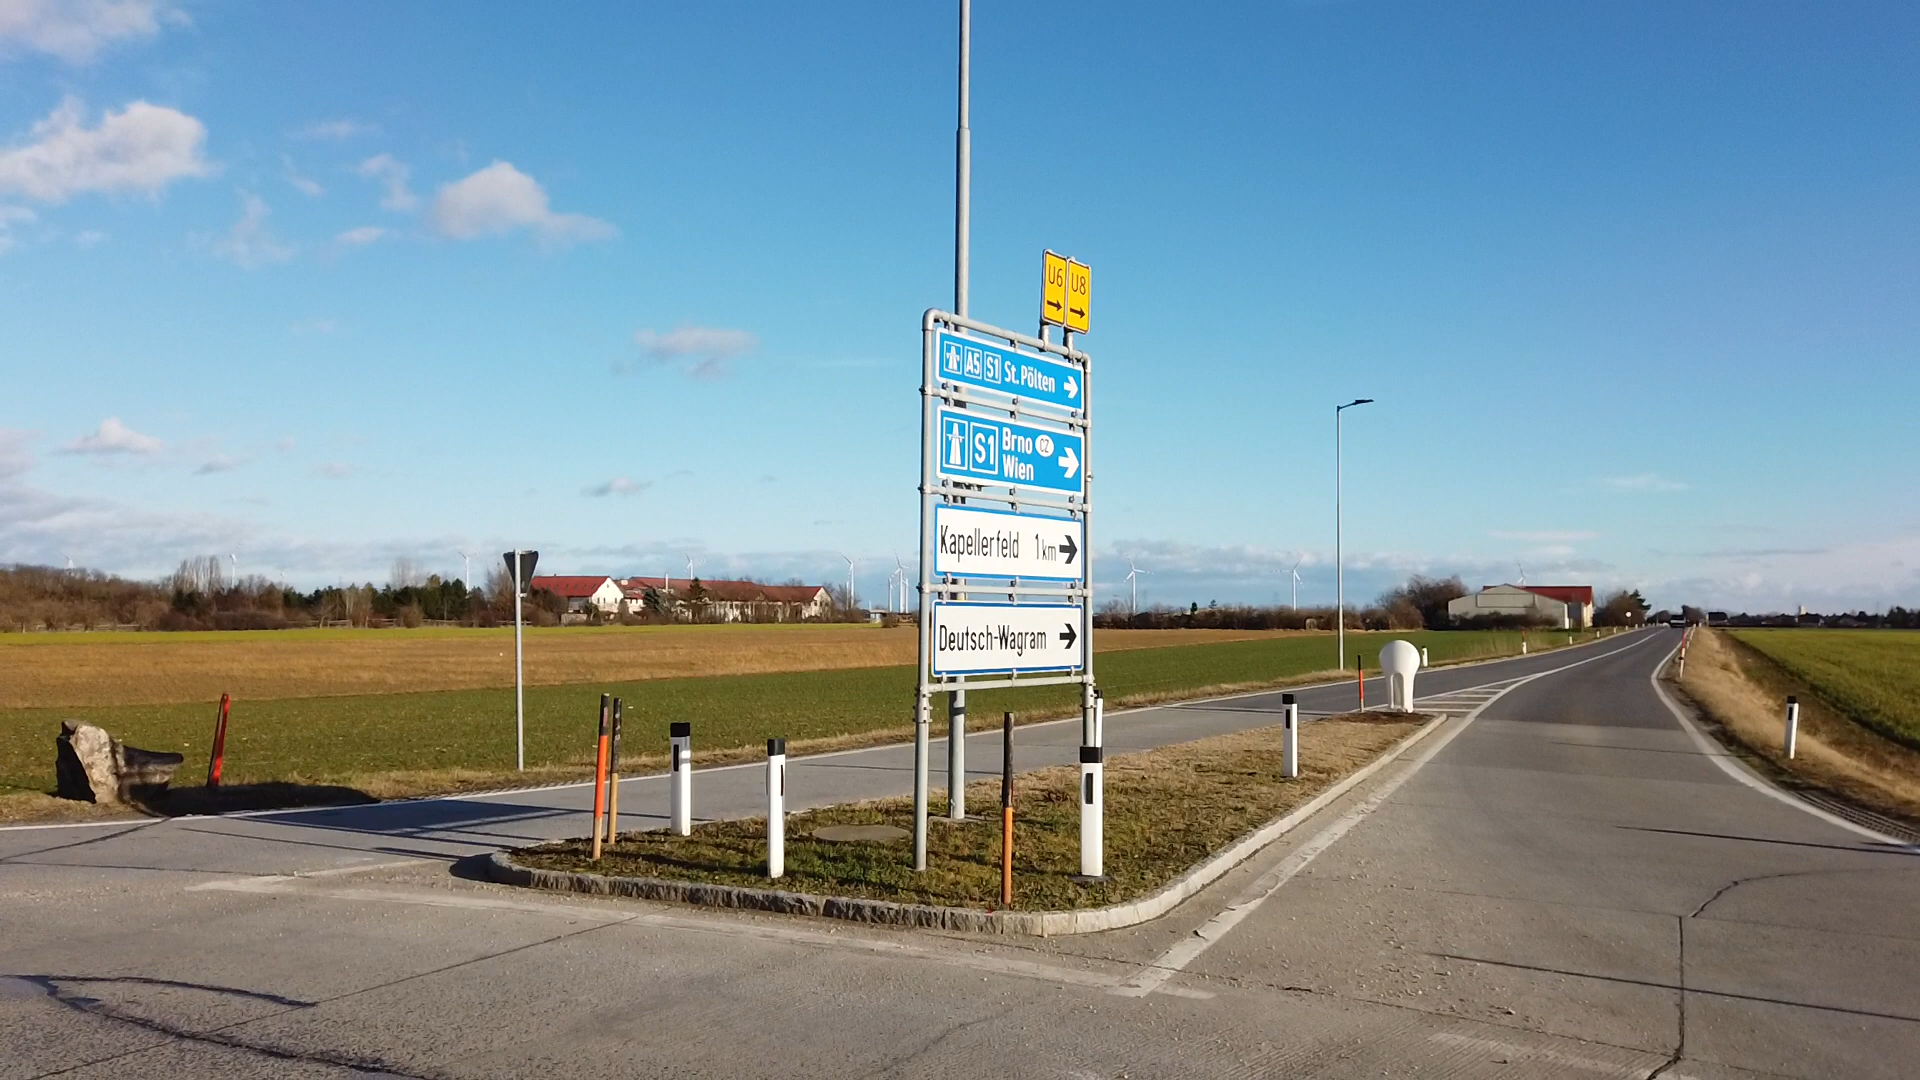 U6 U8
A5 S1 St. Pölten
S1 Brno CZ
Wien
Kapellerfeld 1 km
Deutsch-Wagram